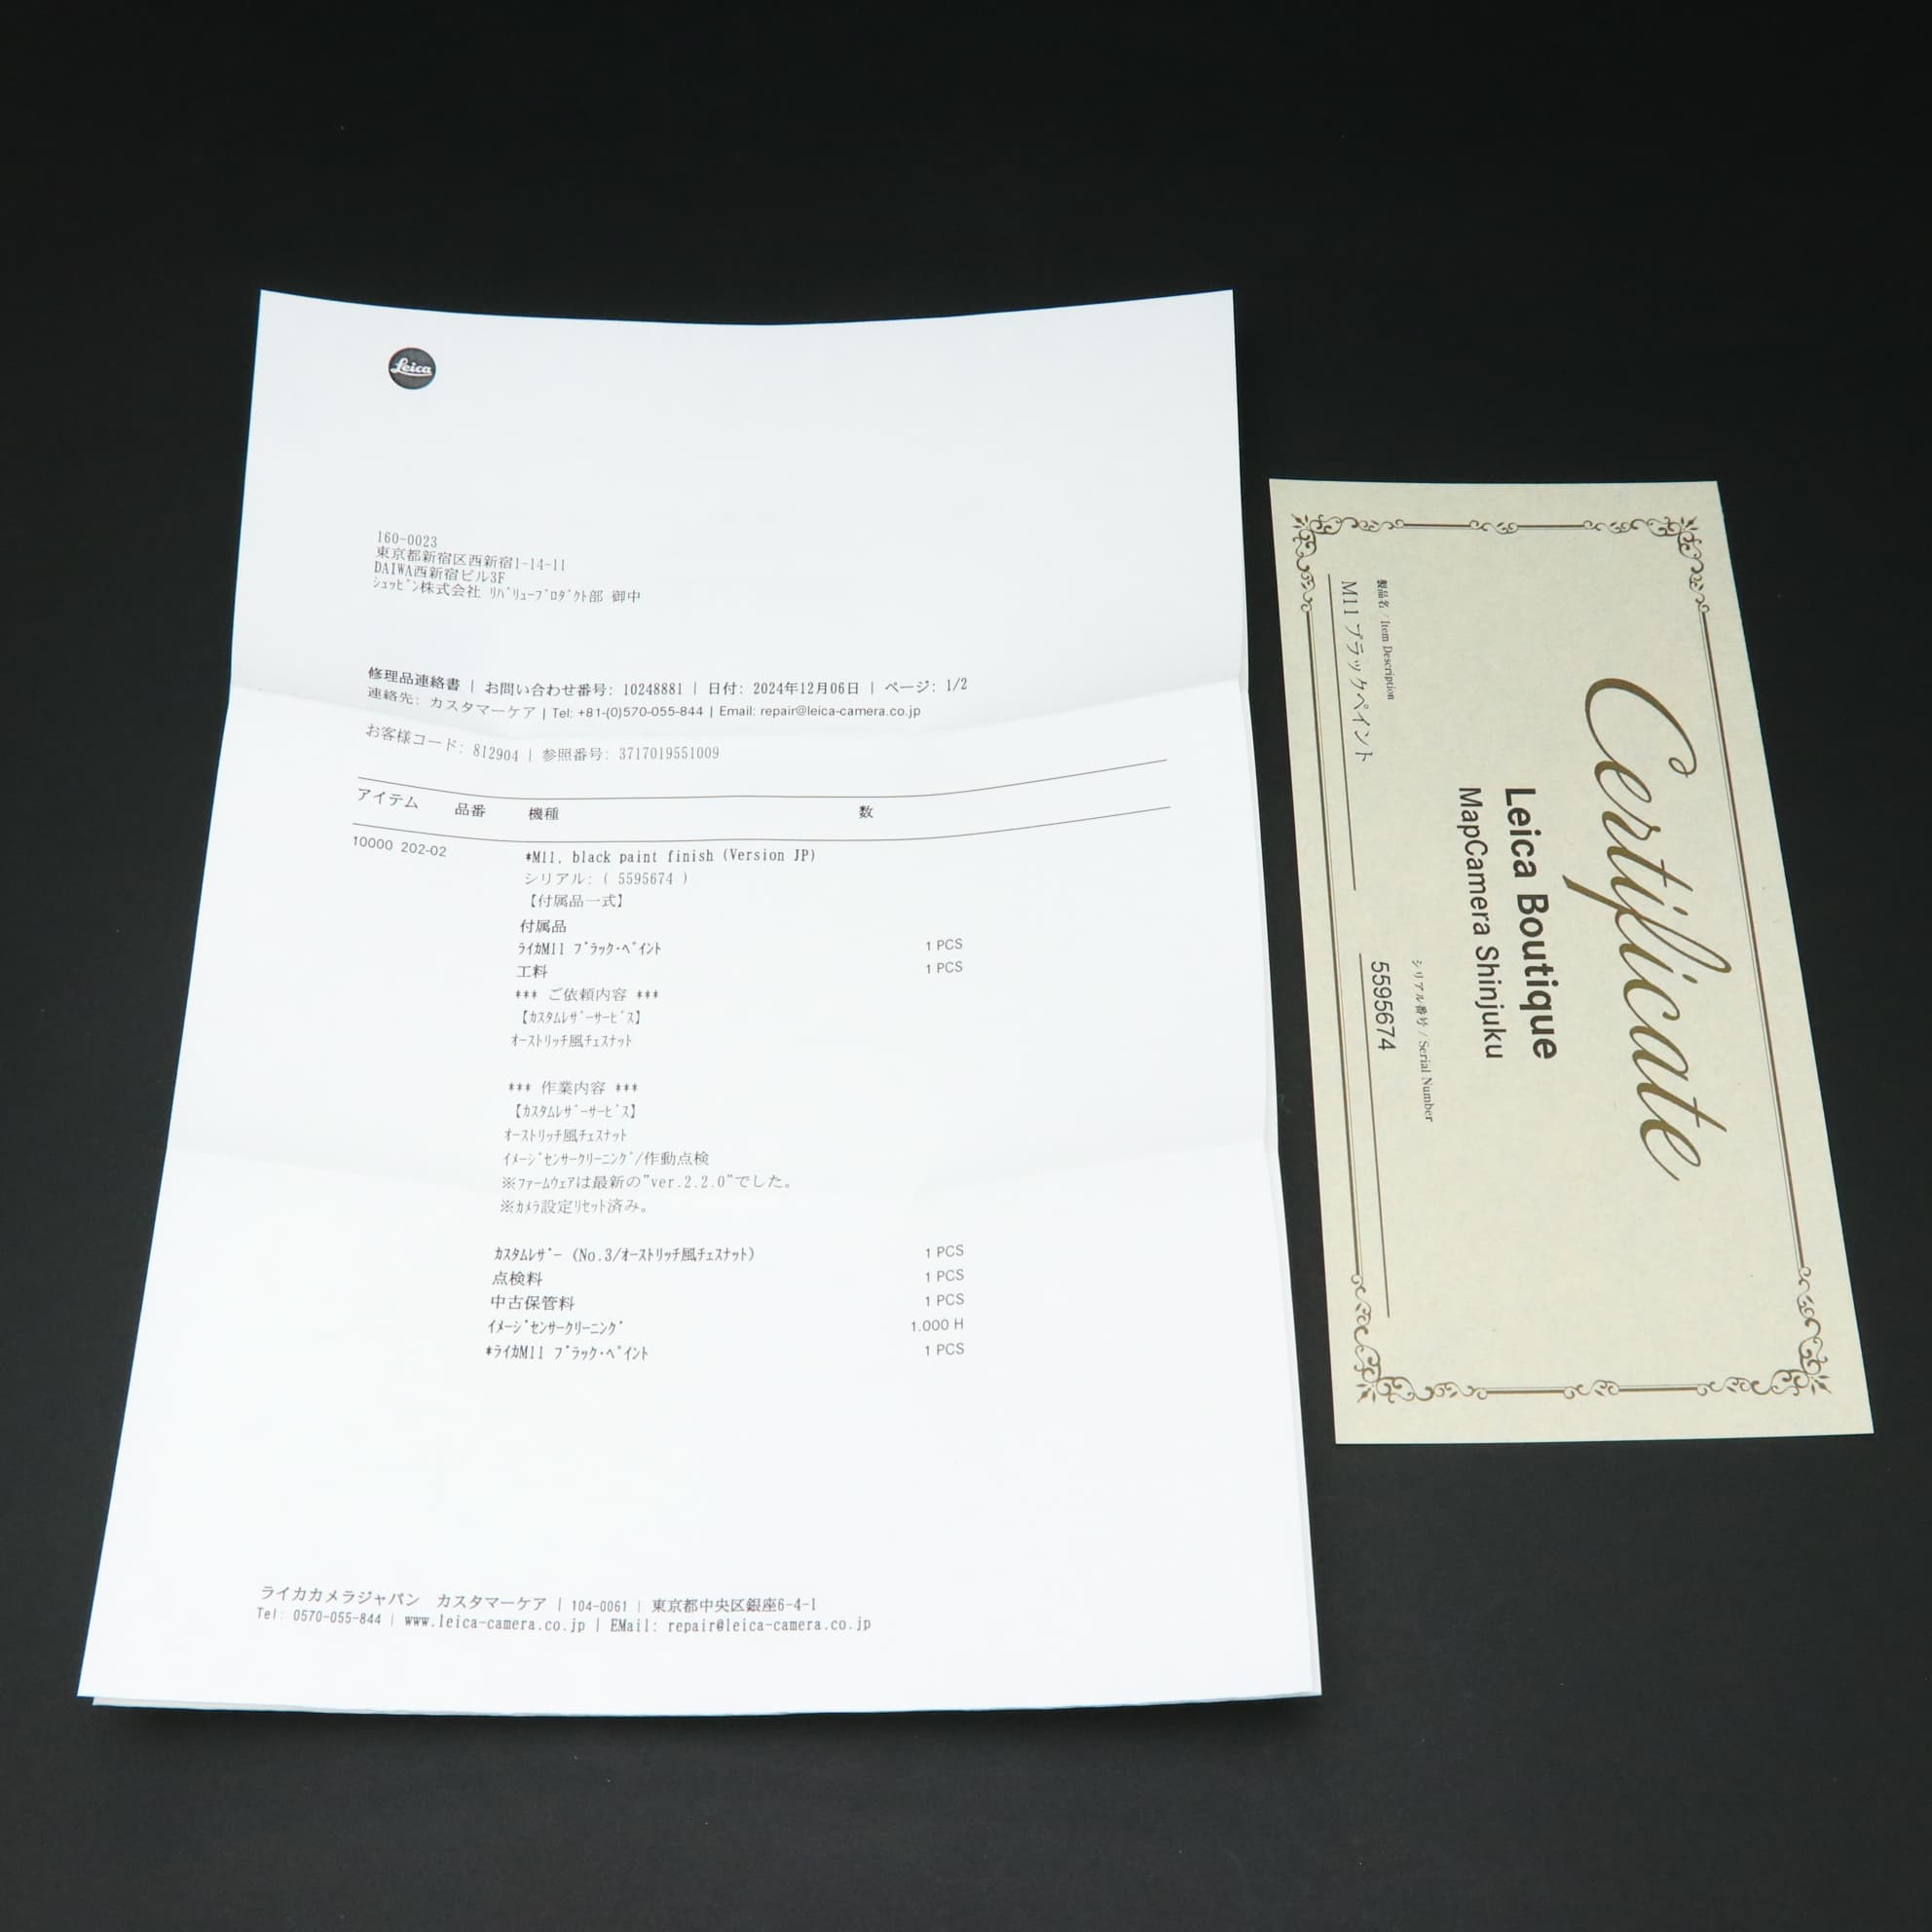 Leica
160-0023
東京都新宿区西新宿1-14-11
DAIWA西新宿ビル3F
ｼｭｯﾋﾟﾝ株式会社 ﾘﾊﾞﾘｭｰﾌﾟﾛﾀﾞｸﾄ部 御中
修理品連絡書 | お問い合わせ番号: 10248881 | 日付: 2024年12月06日 | ページ: 1/2
連絡先: カスタマーケア | Tel: +81-(0)570-055-844 | Email: repair@leica-camera.co.jp
お客様コード: 812904 | 参照番号: 3717019551009
アイテム 品番 機種 数
10000 202-02 *M11, black paint finish (Version JP)
シリアル: ( 5595674 )
【付属品一式】
付属品
ﾗｲｶM11 ﾌﾞﾗｯｸ・ﾍﾟｲﾝﾄ 1 PCS
工料 1 PCS
*** ご依頼内容 ***
【ｶｽﾀﾑﾚｻﾞｰｻｰﾋﾞｽ】
ｵｰｽﾄﾘｯﾁ風ﾁｪｽﾅｯﾄ
*** 作業内容 ***
【ｶｽﾀﾑﾚｻﾞｰｻｰﾋﾞｽ】
ｵｰｽﾄﾘｯﾁ風ﾁｪｽﾅｯﾄ
ｲﾒｰｼﾞｾﾝｻｰｸﾘｰﾆﾝｸﾞ/作動点検
※ﾌｧｰﾑｳｪｱは最新の"ver.2.2.0"でした。
※ｶﾒﾗ設定ﾘｾｯﾄ済み。
ｶｽﾀﾑﾚｻﾞｰ (No.3/ｵｰｽﾄﾘｯﾁ風ﾁｪｽﾅｯﾄ) 1 PCS
点検料 1 PCS
中古保管料 1 PCS
ｲﾒｰｼﾞｾﾝｻｰｸﾘｰﾆﾝｸﾞ 1.000 H
*ﾗｲｶM11 ﾌﾞﾗｯｸ・ﾍﾟｲﾝﾄ 1 PCS
ライカカメラジャパン カスタマーケア | 104-0061 | 東京都中央区銀座6-4-1
Tel: 0570-055-844 | www.leica-camera.co.jp | EMail: repair@leica-camera.co.jp
Certificate
Leica Boutique
MapCamera Shinjuku
製品名 / Item Description
M11 ブラックペイント
シリアル番号 / Serial Number
5595674